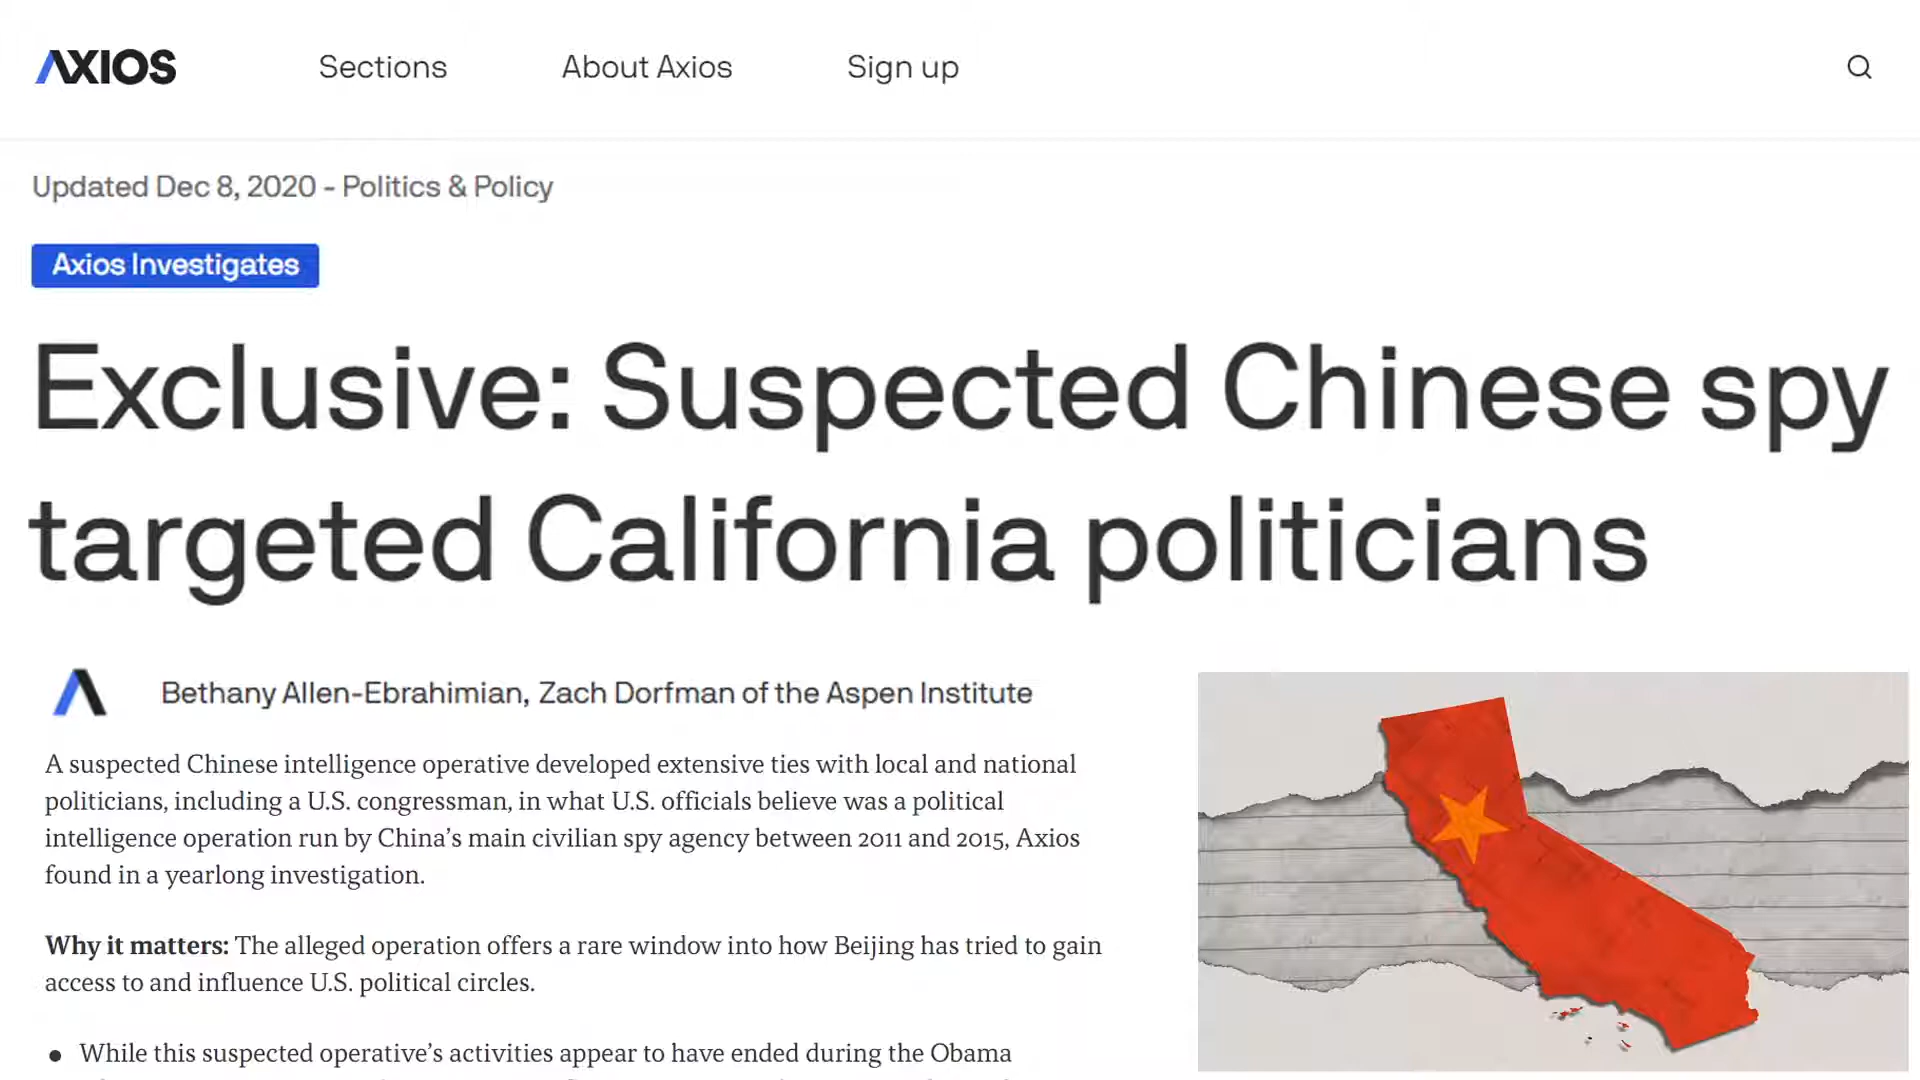 AXIOS
Sections
About Axios
Sign up
Updated Dec 8, 2020 - Politics & Policy
Axios Investigates
Exclusive: Suspected Chinese spy
targeted California politicians
Bethany Allen-Ebrahimian, Zach Dorfman of the Aspen Institute
A suspected Chinese intelligence operative developed extensive ties with local and national
politicians, including a U.S. congressman, in what U.S. officials believe was a political
intelligence operation run by China’s main civilian spy agency between 2011 and 2015, Axios
found in a yearlong investigation.
Why it matters: The alleged operation offers a rare window into how Beijing has tried to gain
access to and influence U.S. political circles.
● While this suspected operative’s activities appear to have ended during the Obama